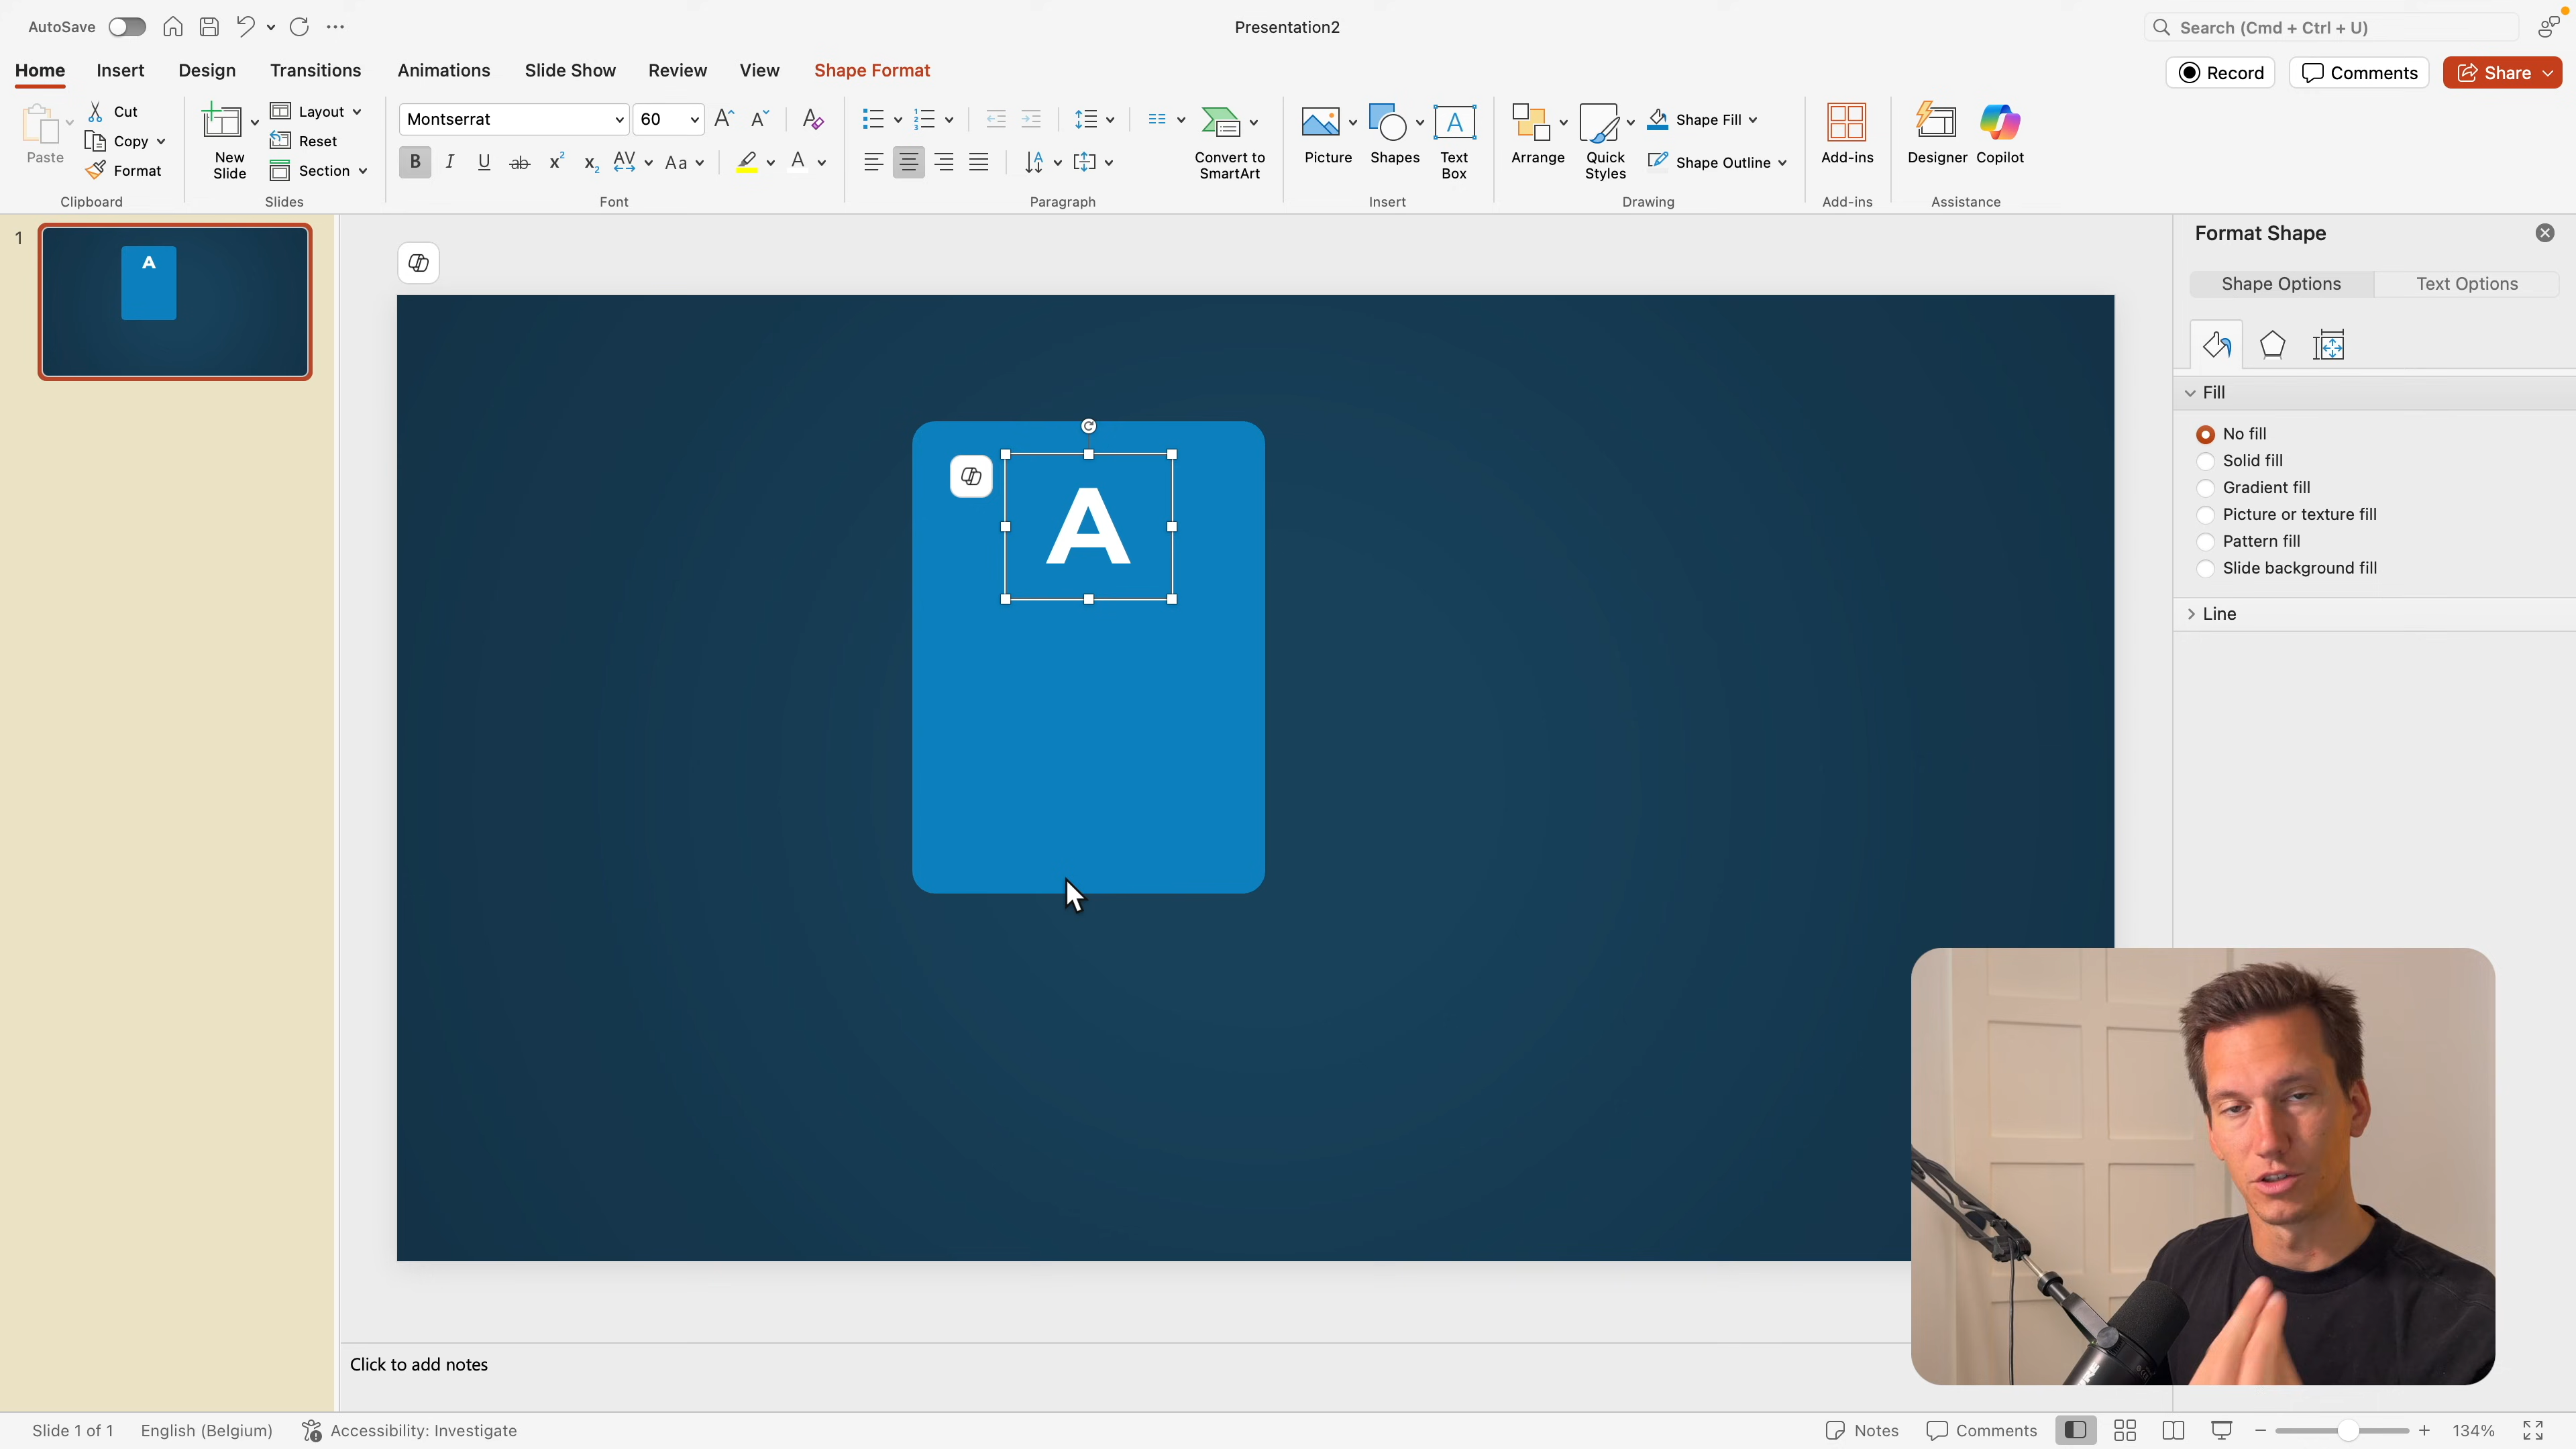 AutoSave
Presentation2
Search (Cmd + Ctrl + U)
Home Insert Design Transitions Animations Slide Show Review View Shape Format
Record Comments Share
Paste
Cut
Copy
Format
Clipboard
New
Slide
Layout
Reset
Section
Slides
Montserrat 60
Font
Paragraph
Convert to
SmartArt
Picture
Shapes
Text
Box
Insert
Arrange
Quick
Styles
Shape Fill
Shape Outline
Drawing
Add-ins
Add-ins
Designer
Copilot
Assistance
1
A
A
Format Shape
Shape Options Text Options
Fill
No fill
Solid fill
Gradient fill
Picture or texture fill
Pattern fill
Slide background fill
Line
Click to add notes
Slide 1 of 1 English (Belgium) Accessibility: Investigate Notes Comments 134%